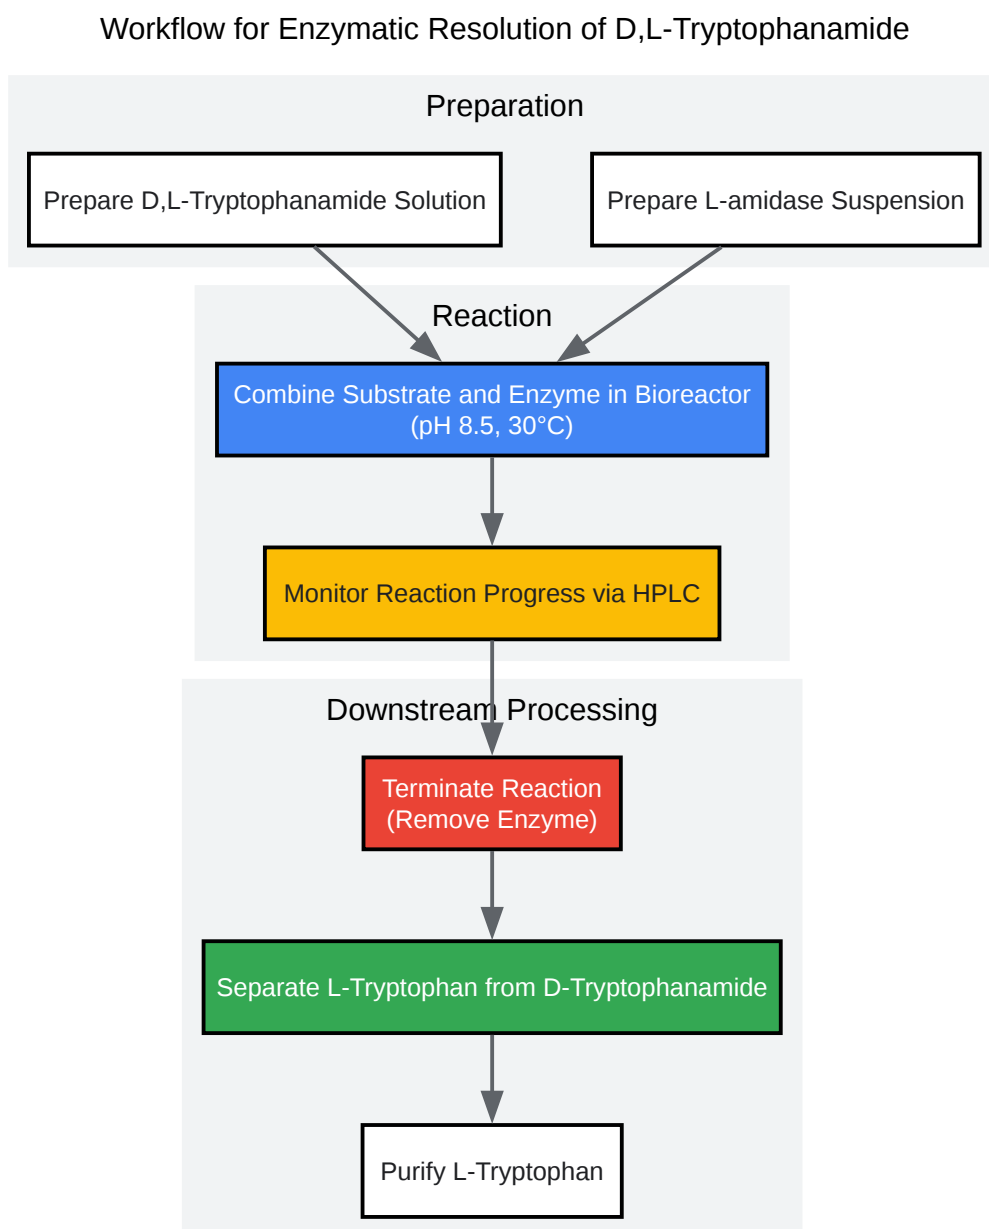 Workflow for Enzymatic Resolution of D,L-Tryptophanamide
Preparation
Prepare D,L-Tryptophanamide Solution
Prepare L-amidase Suspension
Reaction
Combine Substrate and Enzyme in Bioreactor
(pH 8.5, 30°C)
Monitor Reaction Progress via HPLC
Downstream Processing
Terminate Reaction
(Remove Enzyme)
Separate L-Tryptophan from D-Tryptophanamide
Purify L-Tryptophan